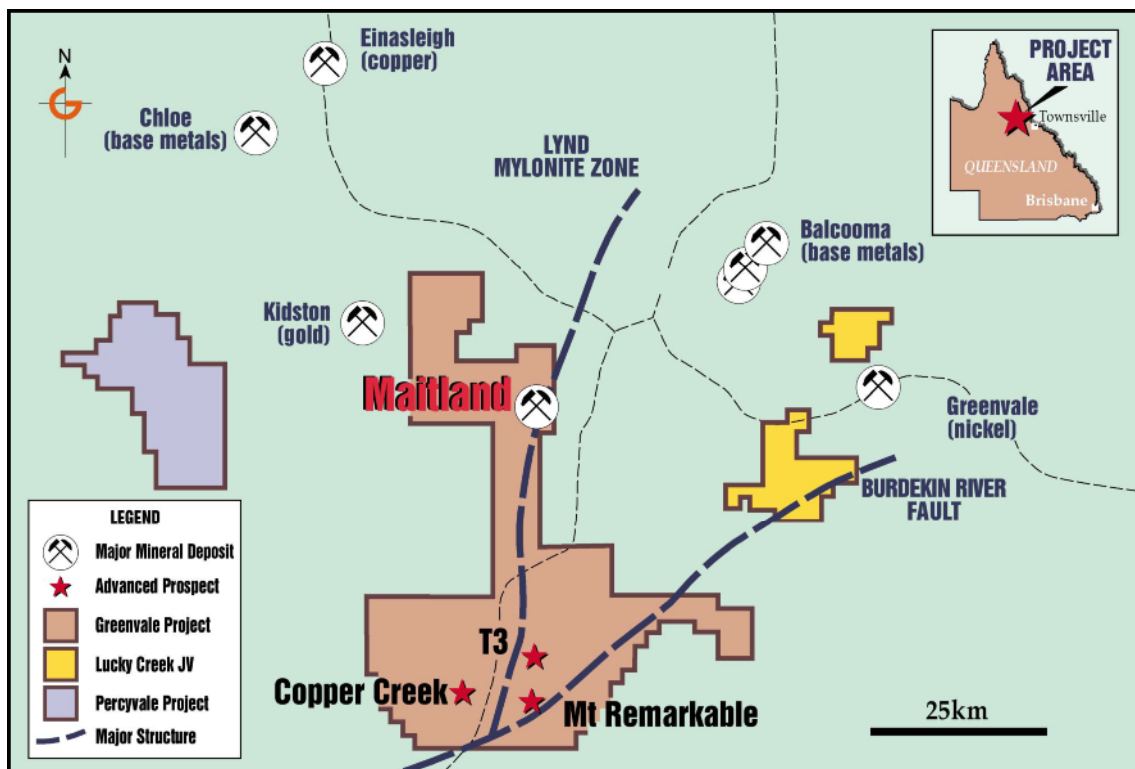 N
G
Einasleigh
(copper)
Chloe
(base metals)
LYND
MYLONITE ZONE
PROJECT
AREA
Townsville
QUEENSLAND
Brisbane
Balcooma
(base metals)
Kidston
(gold)
Maitland
Greenvale
(nickel)
BURDEKIN RIVER
FAULT
LEGEND
Major Mineral Deposit
Advanced Prospect
Greenvale Project
Lucky Creek JV
Percyvale Project
Major Structure
T3
Copper Creek
Mt Remarkable
25km